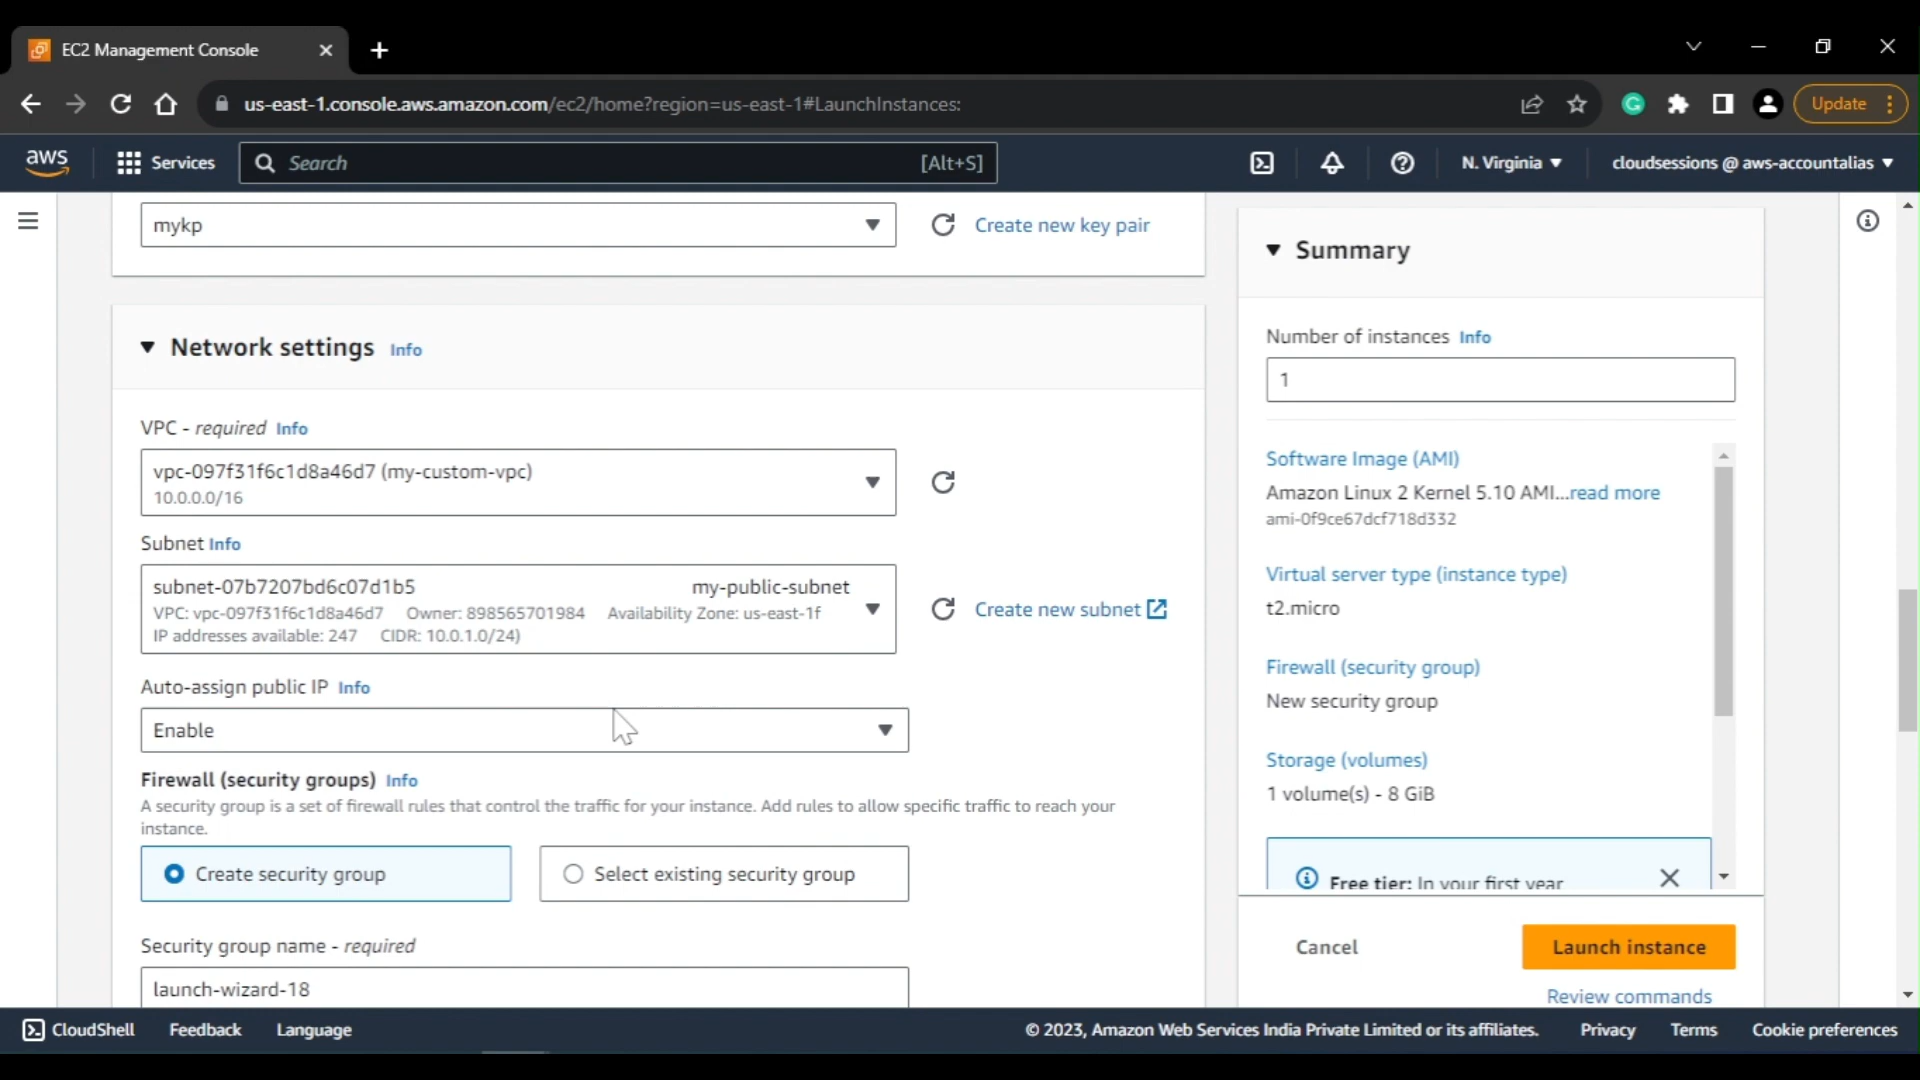 EC2 Management Console
us-east-1.console.aws.amazon.com/ec2/home?region=us-east-1#LaunchInstances:
Update
aws
Services
Search
[Alt+S]
N. Virginia
cloudsessions @ aws-accountalias
mykp
Create new key pair
Network settings Info
VPC - required Info
vpc-097f31f6c1d8a46d7 (my-custom-vpc)
10.0.0.0/16
Subnet Info
subnet-07b7207bd6c07d1b5 my-public-subnet
VPC: vpc-097f31f6c1d8a46d7 Owner: 898565701984 Availability Zone: us-east-1f
IP addresses available: 247 CIDR: 10.0.1.0/24)
Create new subnet
Auto-assign public IP Info
Enable
Firewall (security groups) Info
A security group is a set of firewall rules that control the traffic for your instance. Add rules to allow specific traffic to reach your
instance.
Create security group
Select existing security group
Security group name - required
launch-wizard-18
Summary
Number of instances Info
1
Software Image (AMI)
Amazon Linux 2 Kernel 5.10 AMI...read more
ami-0f9ce67dcf718d332
Virtual server type (instance type)
t2.micro
Firewall (security group)
New security group
Storage (volumes)
1 volume(s) - 8 GiB
Free tier: In your first year
Cancel
Launch instance
Review commands
CloudShell
Feedback
Language
© 2023, Amazon Web Services India Private Limited or its affiliates.
Privacy
Terms
Cookie preferences